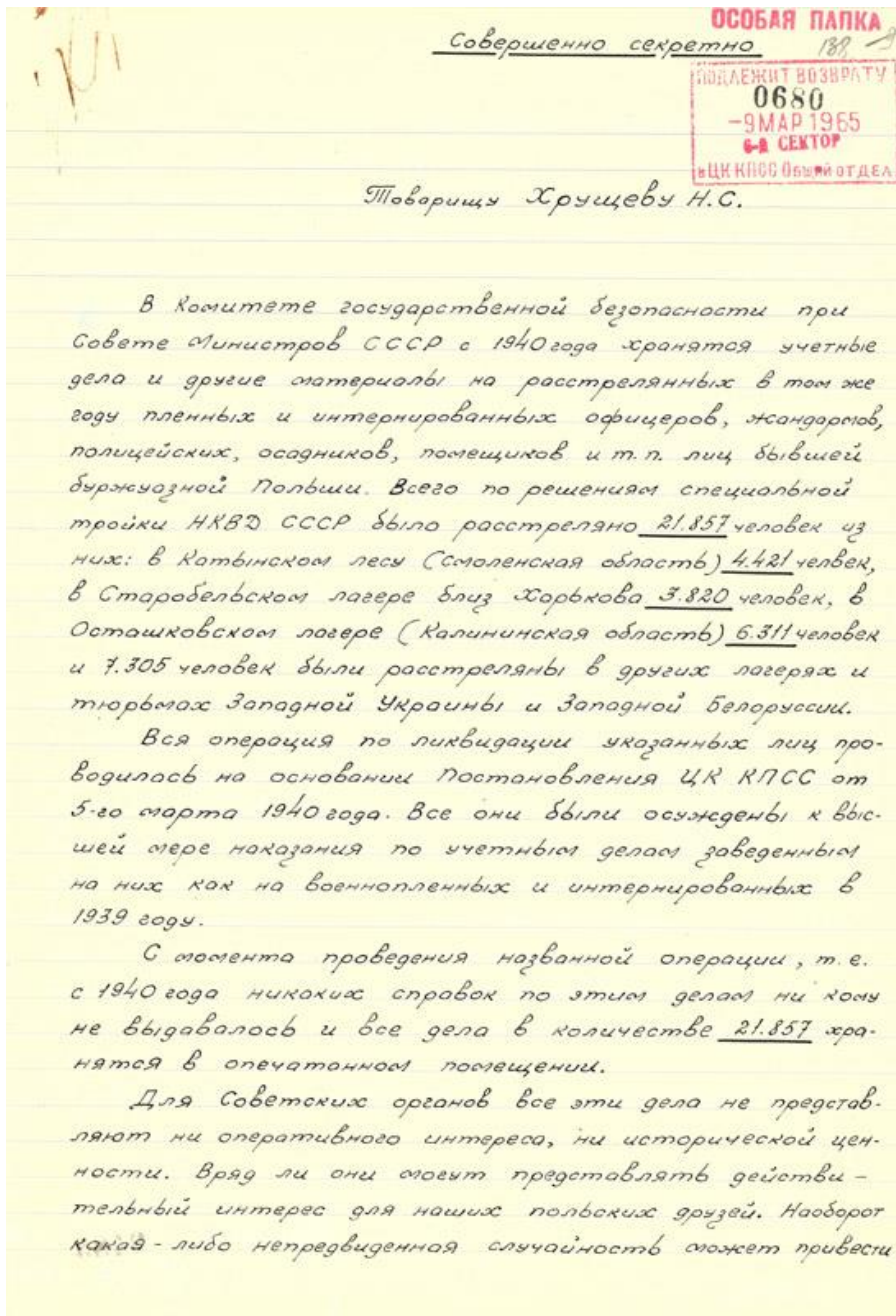 ОСОБАЯ ПАПКА
Совершенно секретно
ПОДЛЕЖИТ ВОЗВРАТУ
0680
-9 МАР 1965
6-й СЕКТОР
в ЦК КПСС Общий ОТДЕЛ
Товарищу Хрущеву Н.С.
В Комитете государственной безопасности при
Совете Министров СССР с 1940 года хранятся учетные
дела и другие материалы на расстрелянных в том же
году пленных и интернированных офицеров, жандармов,
полицейских, осадников, помещиков и т.п. лиц бывшей
буржуазной Польши. Всего по решениям специальной
тройки НКВД СССР было расстреляно 21.857 человек из
них: в Катынском лесу (Смоленская область) 4.421 челвек,
в Старобельском лагере близ Харькова 3.820 человек, в
Осташковском лагере (Калининская область) 6.311 человек
и 7.305 человек были расстреляны в других лагерях и
тюрьмах Западной Украины и Западной Белоруссии.
Вся операция по ликвидации указанных лиц про-
водилась на основании Постановления ЦК КПСС от
5-го марта 1940 года. Все они были осуждены к выс-
шей мере наказания по учетным делам заведенным
на них как на военнопленных и интернированных в
1939 году.
С момента проведения названной операции, т.е.
с 1940 года никаких справок по этим делам ни кому
не выдавалось и все дела в количестве 21.857 хра-
нятся в опечатанном помещении.
Для Советских органов все эти дела не представ-
ляют ни оперативного интереса, ни исторической цен-
ности. Вряд ли они могут представлять действи-
тельный интерес для наших польских друзей. Наоборот
какая-либо непредвиденная случайность может привести